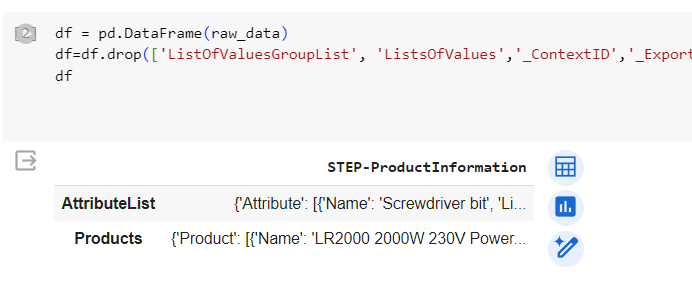 2
df = pd.DataFrame(raw_data)
df=df.drop(['ListOfValuesGroupList', 'ListsOfValues','_ContextID','_Export
df
STEP-ProductInformation
AttributeList {'Attribute': [{'Name': 'Screwdriver bit', 'Li...
Products {'Product': [{'Name': 'LR2000 2000W 230V Power...